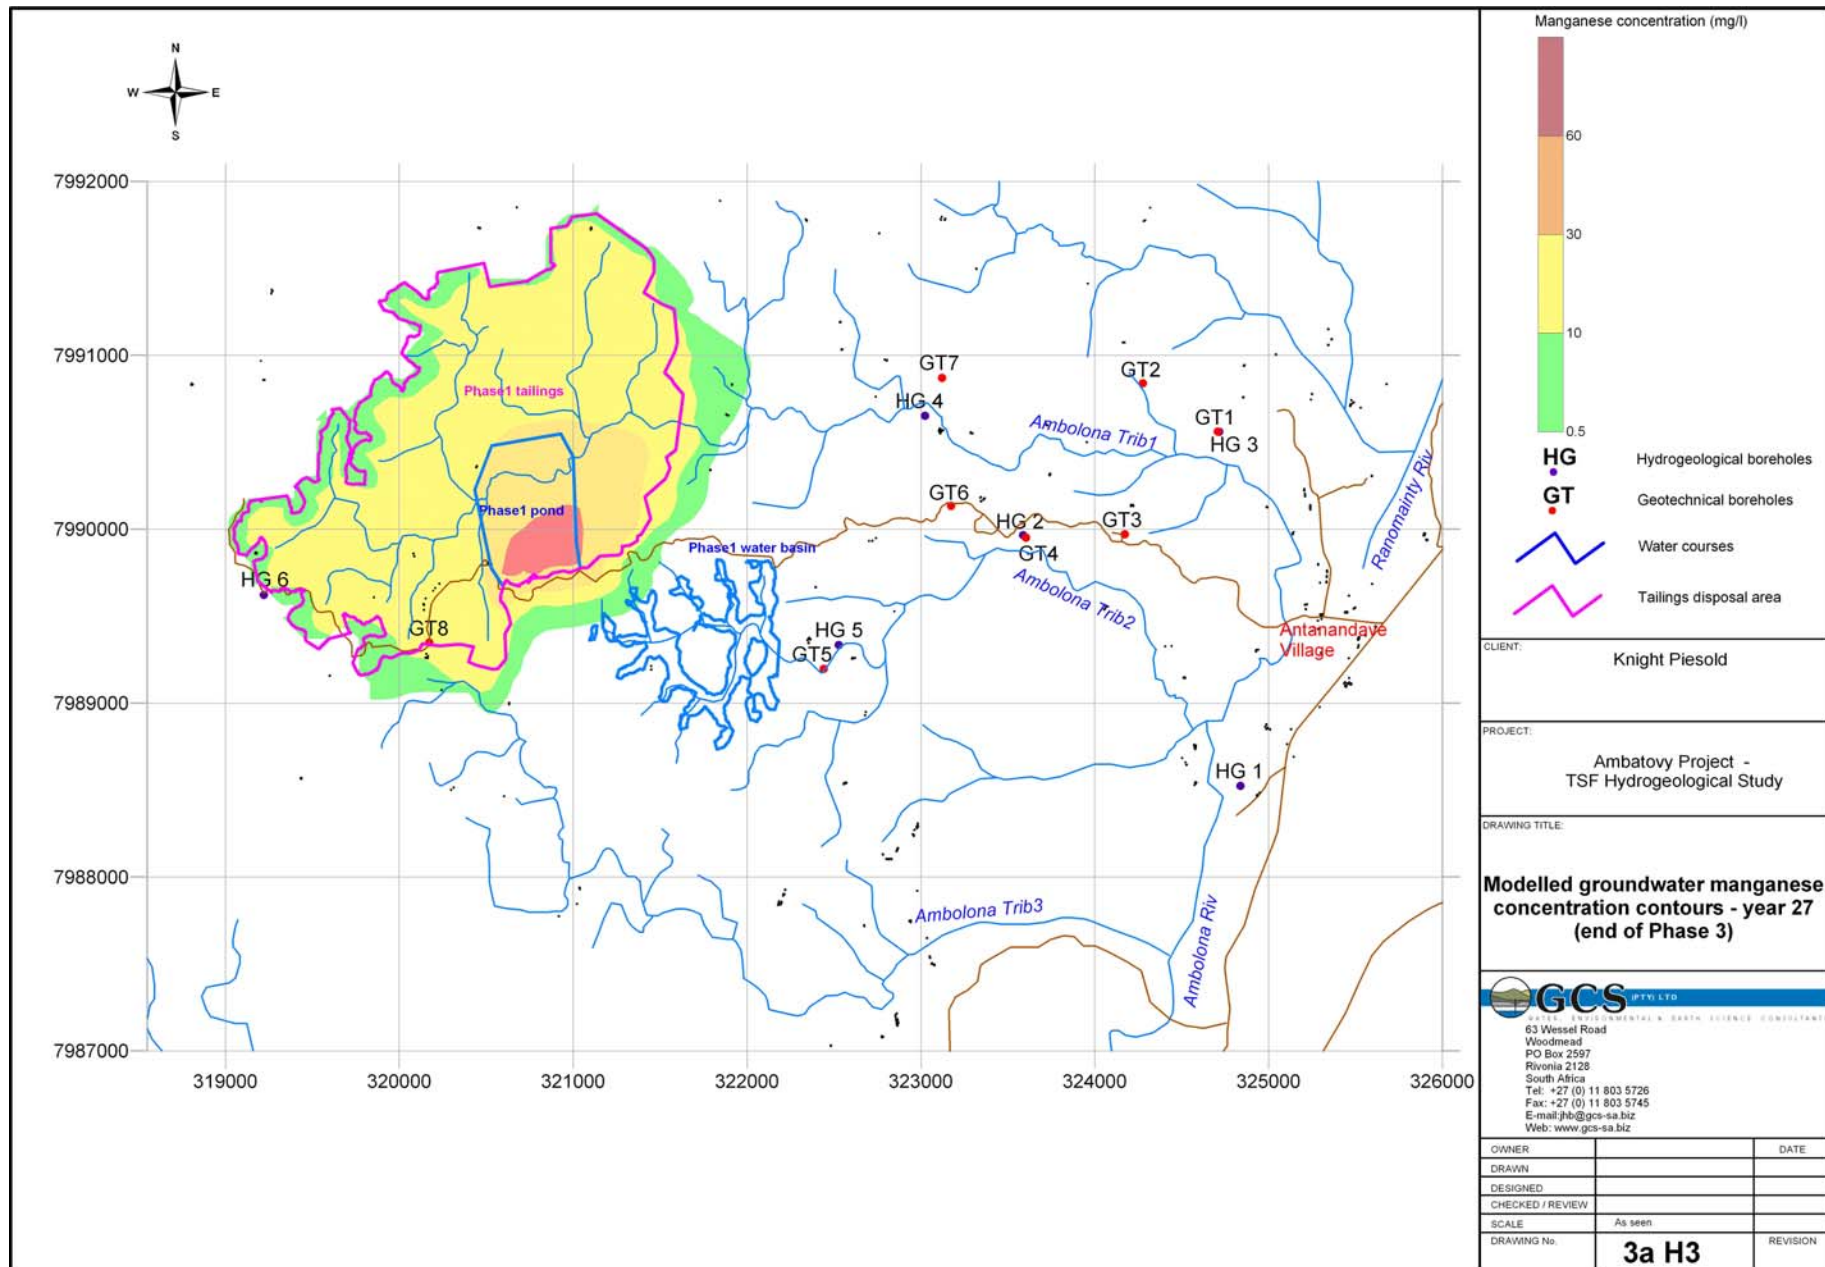 N
W
E
S
7992000
7991000
7990000
7989000
7988000
7987000
319000
320000
321000
322000
323000
324000
325000
326000
Phase1 tailings
Phase1 pond
Phase1 water basin
GT7
HG 4
GT2
GT1
HG 3
Ambolona Trib1
GT6
HG 2
GT4
GT3
Ambolona Trib2
HG 6
GT8
HG 5
GT5
Antanandave
Village
Ranomainty Riv
HG 1
Ambolona Trib3
Ambolona Riv
Manganese concentration (mg/l)
60
30
10
0.5
HG
Hydrogeological boreholes
GT
Geotechnical boreholes
Water courses
Tailings disposal area
CLIENT:
Knight Piesold
PROJECT:
Ambatovy Project -
TSF Hydrogeological Study
DRAWING TITLE:
Modelled groundwater manganese
concentration contours - year 27
(end of Phase 3)
GCS (PTY) LTD
WATER, ENVIRONMENTAL & EARTH SCIENCE CONSULTANTS
63 Wessel Road
Woodmead
PO Box 2597
Rivonia 2128
South Africa
Tel: +27 (0) 11 803 5726
Fax: +27 (0) 11 803 5745
E-mail:jhb@gcs-sa.biz
Web: www.gcs-sa.biz
OWNER
DATE
DRAWN
DESIGNED
CHECKED / REVIEW
SCALE
As seen
DRAWING No.
3a H3
REVISION